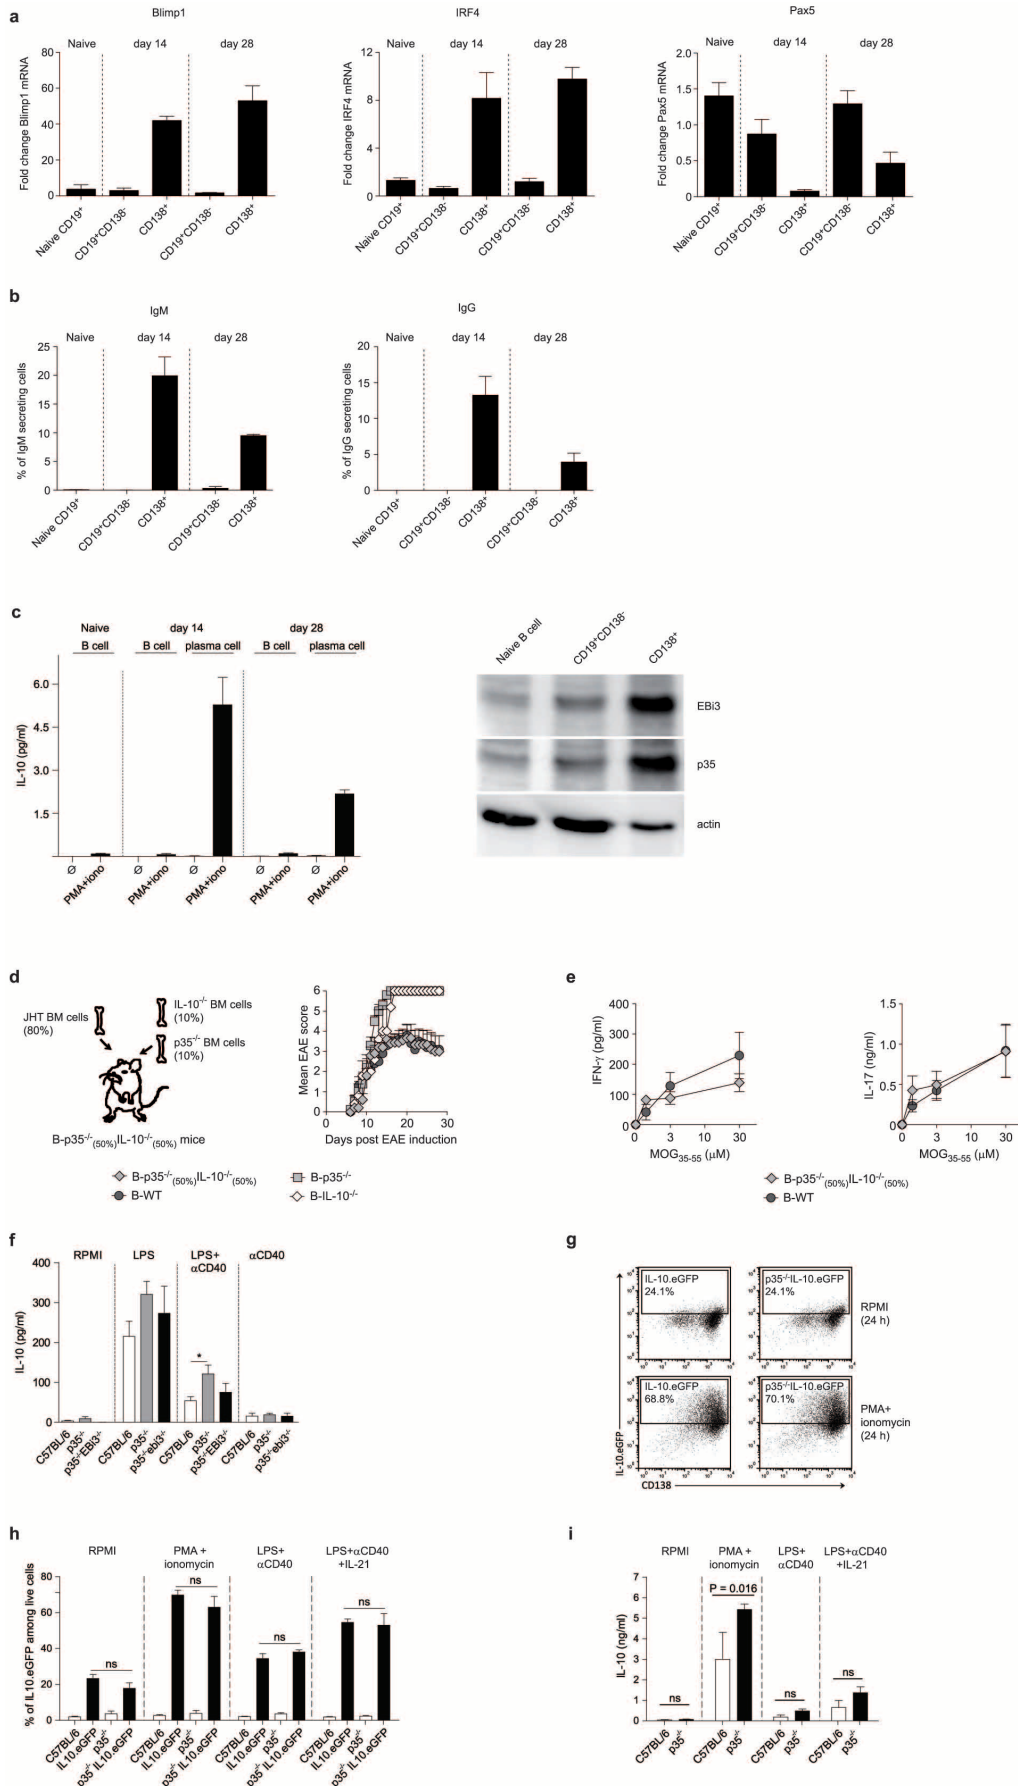 a
Blimp1
Naive day 14 day 28
Fold change Blimp1 mRNA
80
60
40
20
0
Naive CD19+
CD19+CD138-
CD138+
CD19+CD138-
CD138+
IRF4
Naive day 14 day 28
Fold change IRF4 mRNA
12
8
4
0
Naive CD19+
CD19+CD138-
CD138+
CD19+CD138-
CD138+
Pax5
Naive day 14 day 28
Fold change Pax5 mRNA
2.0
1.5
1.0
0.5
0
Naive CD19+
CD19+CD138-
CD138+
CD19+CD138-
CD138+
b
IgM
Naive day 14 day 28
% of IgM secreting cells
25
20
15
10
5
0
Naive CD19+
CD19+CD138-
CD138+
CD19+CD138-
CD138+
IgG
Naive day 14 day 28
% of IgG secreting cells
20
15
10
5
0
Naive CD19+
CD19+CD138-
CD138+
CD19+CD138-
CD138+
c
Naive day 14 day 28
B cell B cell plasma cell B cell plasma cell
IL-10 (pg/ml)
6.0
4.5
3.0
1.5
Ø
PMA+iono
Ø
PMA+iono
Ø
PMA+iono
Ø
PMA+iono
Ø
PMA+iono
Naive B cell
CD19+CD138-
CD138+
EBi3
p35
actin
d
JHT BM cells
(80%)
IL-10-/- BM cells
(10%)
p35-/- BM cells
(10%)
B-p35-/-(50%)IL-10-/-(50%) mice
Mean EAE score
6
5
4
3
2
1
0
0 10 20 30
Days post EAE induction
B-p35-/-(50%)IL-10-/-(50%)
B-p35-/-
B-WT
B-IL-10-/-
e
IFN-γ (pg/ml)
400
300
200
100
0
0 3 10 30
MOG35-55 (μM)
IL-17 (ng/ml)
1.5
1.0
0.5
0
0 3 10 30
MOG35-55 (μM)
B-p35-/-(50%)IL-10-/-(50%)
B-WT
f
RPMI LPS LPS+ αCD40 αCD40
IL-10 (pg/ml)
400
300
200
100
0
*
C57BL/6
p35-/-
p35-/-EBI3-/-
C57BL/6
p35-/-
p35-/-ebi3-/-
C57BL/6
p35-/-
p35-/-EBI3-/-
C57BL/6
p35-/-
p35-/-ebi3-/-
g
IL-10.eGFP
24.1%
p35-/-IL-10.eGFP
24.1%
RPMI
(24 h)
IL-10.eGFP
68.8%
p35-/-IL-10.eGFP
70.1%
PMA+
ionomycin
(24 h)
IL-10.eGFP
CD138
h
RPMI
PMA +
ionomycin
LPS+
αCD40
LPS+αCD40
+IL-21
% of IL10.eGFP among live cells
80
60
40
20
0
ns
ns
ns
ns
C57BL/6
IL10.eGFP
p35-/-
p35-/-IL10.eGFP
C57BL/6
IL10.eGFP
p35-/-
p35-/-IL10.eGFP
C57BL/6
IL10.eGFP
p35-/-
p35-/-IL10.eGFP
C57BL/6
IL10.eGFP
p35-/-
p35-/-IL10.eGFP
i
RPMI
PMA +
ionomycin
LPS+
αCD40
LPS+αCD40
+IL-21
P = 0.016
IL-10 (ng/ml)
7
6
5
4
3
2
1
0
ns
ns
ns
C57BL/6
p35-/-
C57BL/6
p35-/-
C57BL/6
p35-/-
C57BL/6
p35-/-